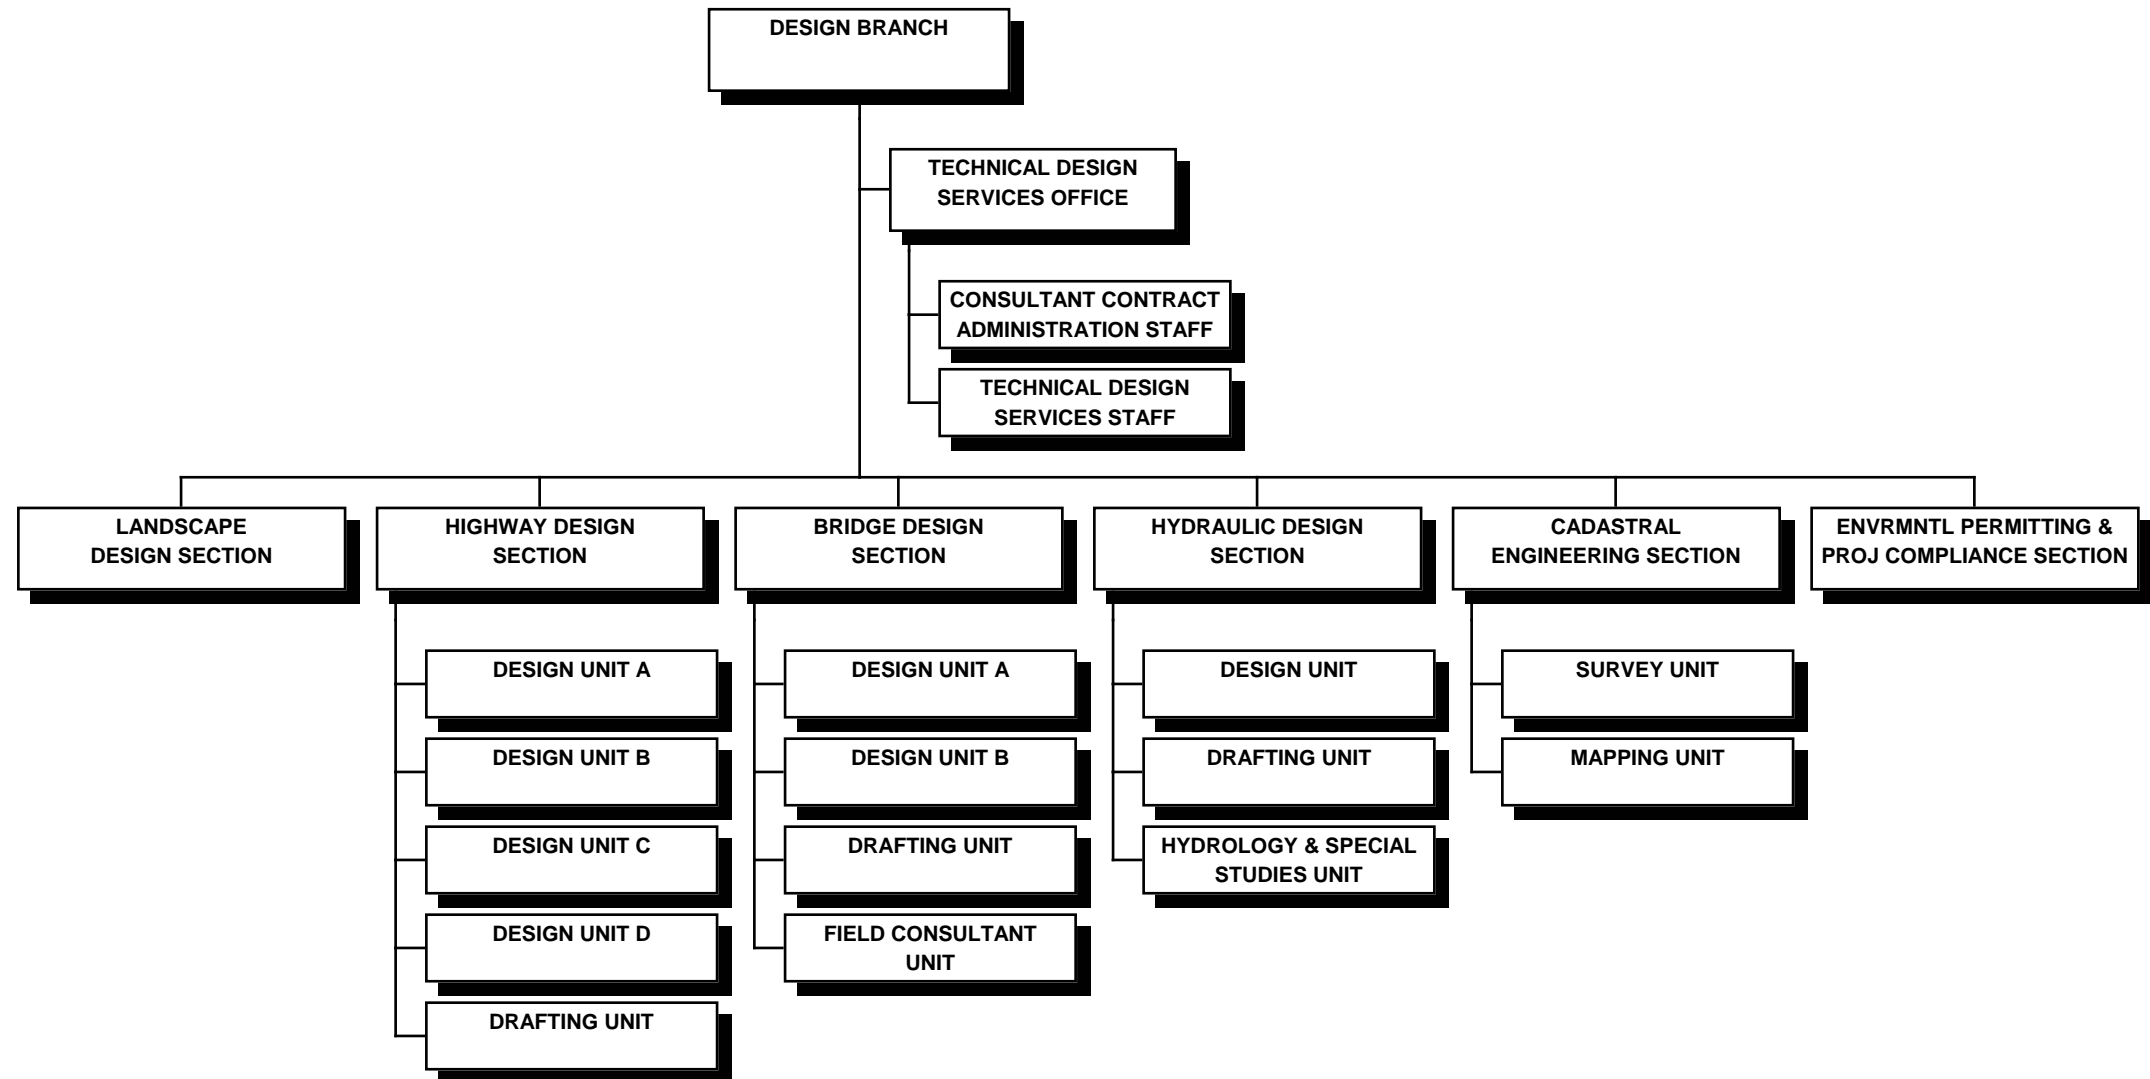 DESIGN BRANCH
TECHNICAL DESIGN
SERVICES OFFICE
CONSULTANT CONTRACT
ADMINISTRATION STAFF
TECHNICAL DESIGN
SERVICES STAFF
LANDSCAPE
DESIGN SECTION
HIGHWAY DESIGN
SECTION
BRIDGE DESIGN
SECTION
HYDRAULIC DESIGN
SECTION
CADASTRAL
ENGINEERING SECTION
ENVRMNTL PERMITTING &
PROJ COMPLIANCE SECTION
DESIGN UNIT A
DESIGN UNIT B
DESIGN UNIT C
DESIGN UNIT D
DRAFTING UNIT
DESIGN UNIT A
DESIGN UNIT B
DRAFTING UNIT
FIELD CONSULTANT
UNIT
DESIGN UNIT
DRAFTING UNIT
HYDROLOGY & SPECIAL
STUDIES UNIT
SURVEY UNIT
MAPPING UNIT